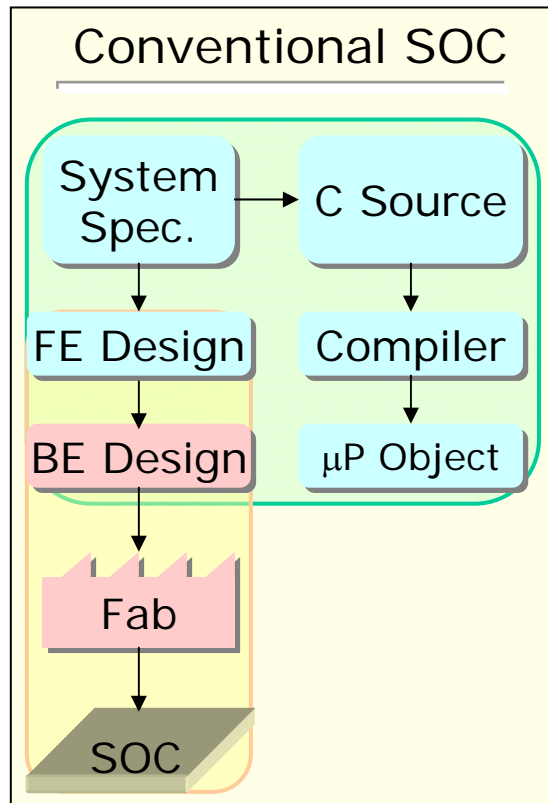 Conventional SOC
System
Spec.
C Source
FE Design
Compiler
BE Design
μP Object
Fab
SOC